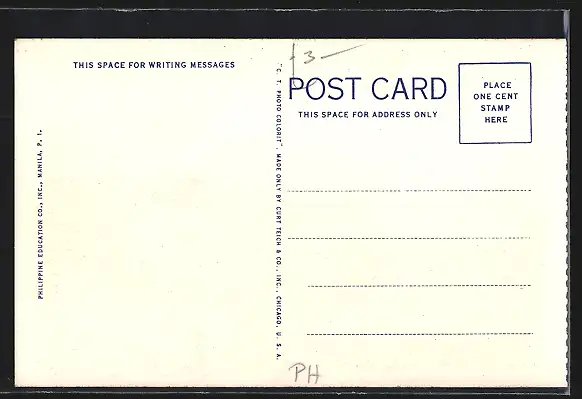 THIS SPACE FOR WRITING MESSAGES
PHILIPPINE EDUCATION CO., INC., MANILA, P. I.
"C. T. PHOTO COLORIT", MADE ONLY BY CURT TEICH & CO., INC., CHICAGO, U. S. A.
3-
POST CARD
THIS SPACE FOR ADDRESS ONLY
PLACE
ONE CENT
STAMP
HERE
PH